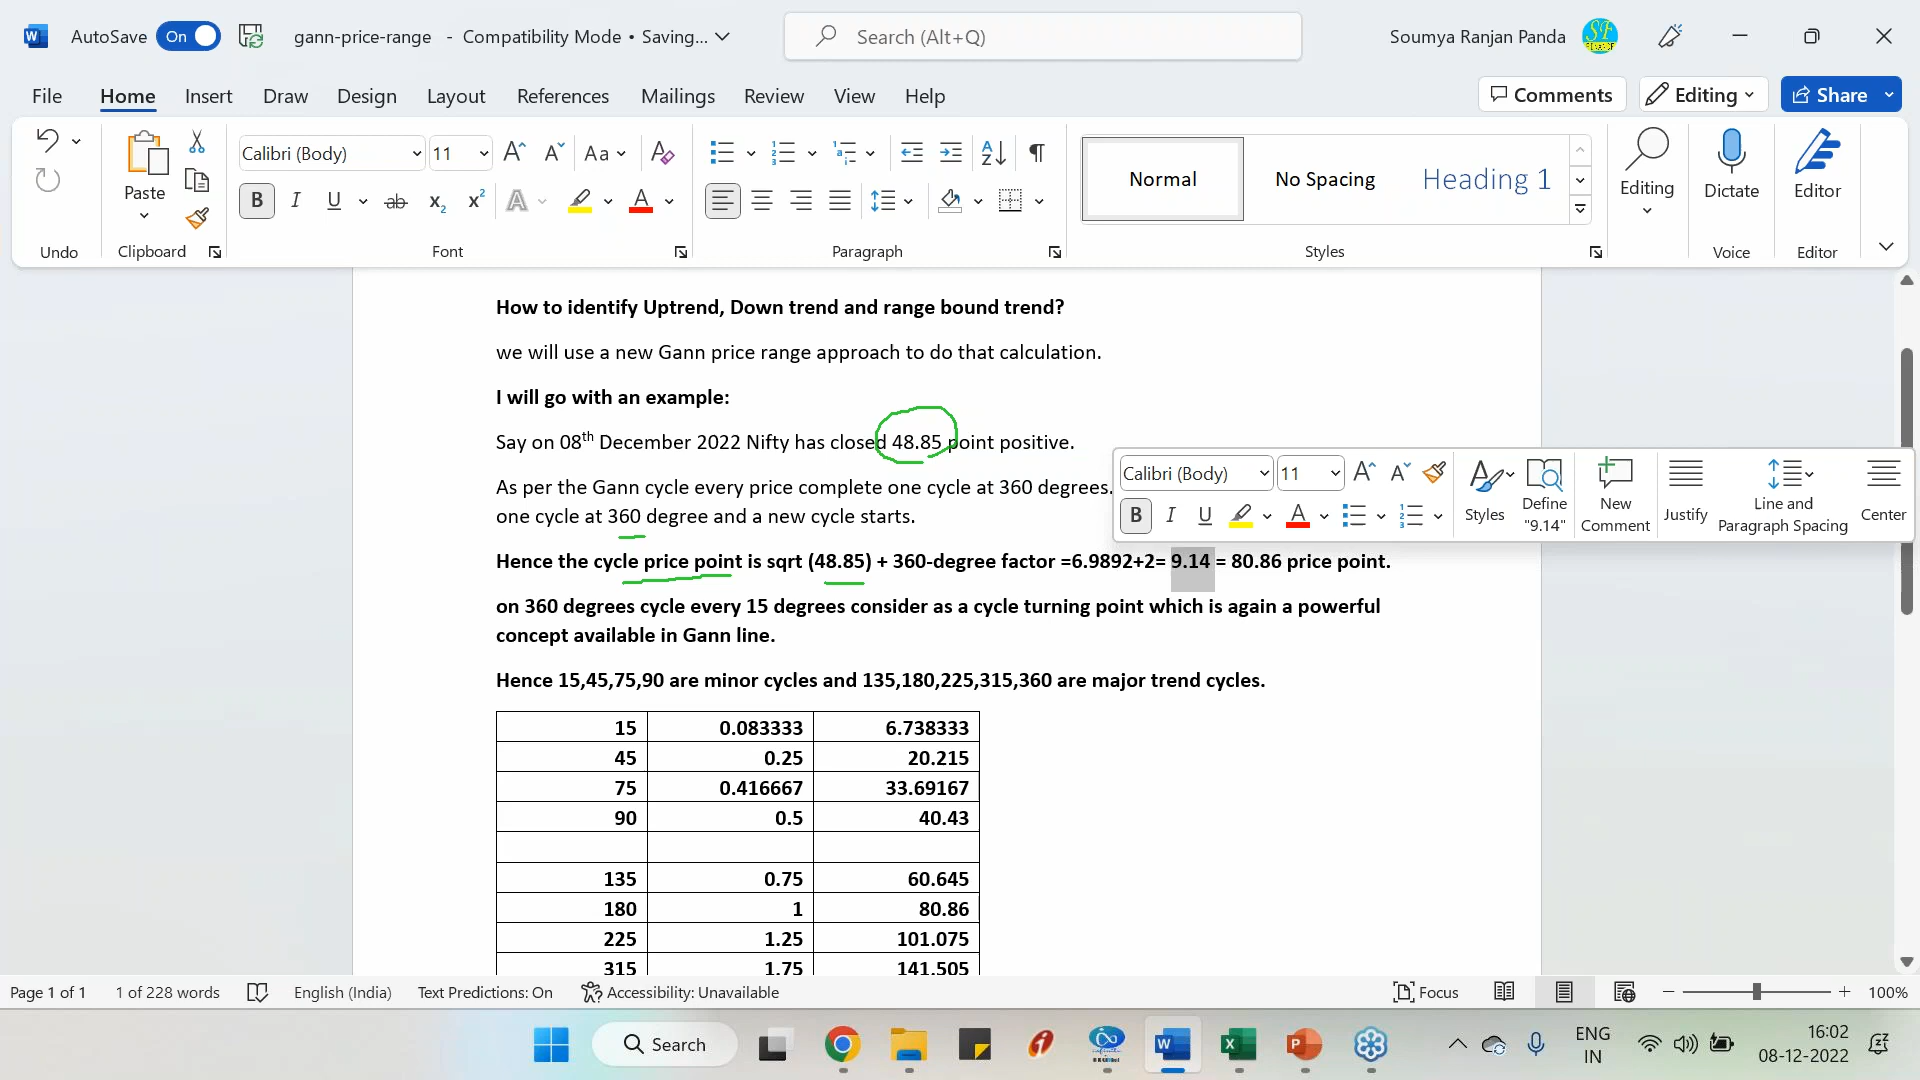 AutoSave On gann-price-range - Compatibility Mode • Saving... Search (Alt+Q) Soumya Ranjan Panda
File Home Insert Draw Design Layout References Mailings Review View Help Comments Editing Share
Calibri (Body) 11 Aa
Paste
Normal No Spacing Heading 1
Editing Dictate Editor
Undo Clipboard Font Paragraph Styles Voice Editor
How to identify Uptrend, Down trend and range bound trend?
we will use a new Gann price range approach to do that calculation.
I will go with an example:
Say on 08th December 2022 Nifty has closed 48.85 point positive.
As per the Gann cycle every price complete one cycle at 360 degrees.
one cycle at 360 degree and a new cycle starts.
Calibri (Body) 11
Styles Define "9.14" New Comment Justify Line and Paragraph Spacing Center
Hence the cycle price point is sqrt (48.85) + 360-degree factor =6.9892+2= 9.14 = 80.86 price point.
on 360 degrees cycle every 15 degrees consider as a cycle turning point which is again a powerful
concept available in Gann line.
Hence 15,45,75,90 are minor cycles and 135,180,225,315,360 are major trend cycles.
15 0.083333 6.738333
45 0.25 20.215
75 0.416667 33.69167
90 0.5 40.43
135 0.75 60.645
180 1 80.86
225 1.25 101.075
315 1.75 141.505
Page 1 of 1 1 of 228 words English (India) Text Predictions: On Accessibility: Unavailable Focus 100%
Search ENG IN 16:02 08-12-2022